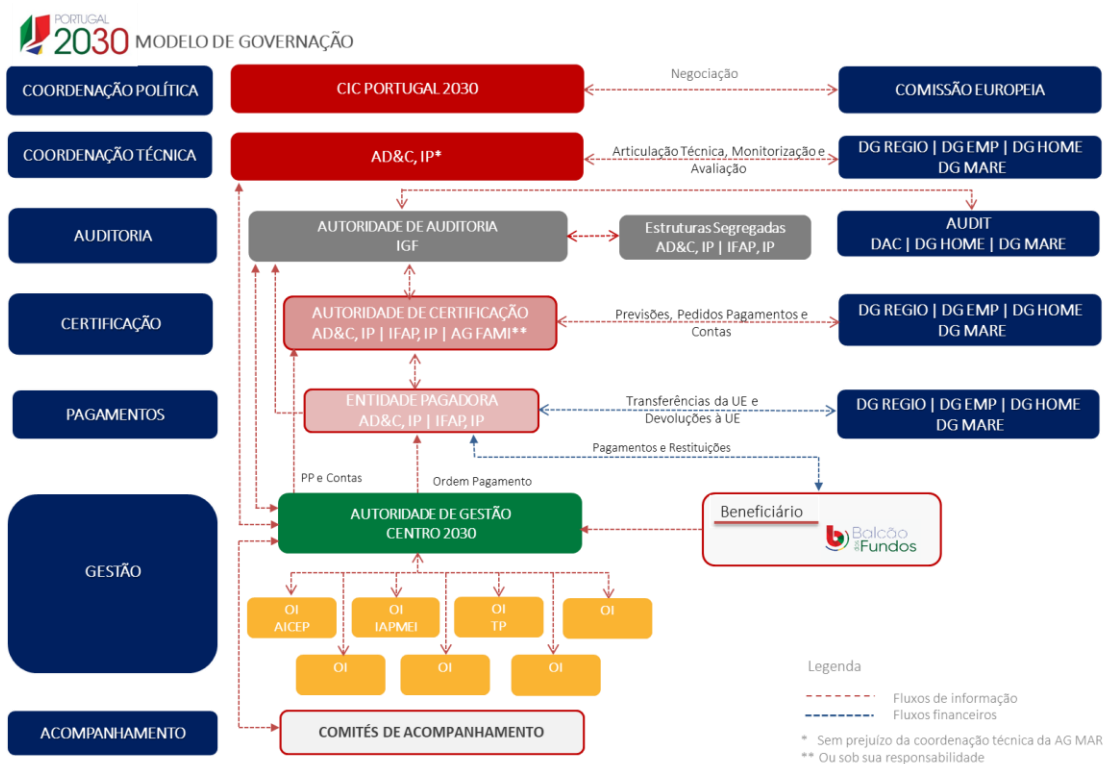 PORTUGAL
2030 MODELO DE GOVERNAÇÃO
COORDENAÇÃO POLÍTICA
CIC PORTUGAL 2030
Negociação
COMISSÃO EUROPEIA
COORDENAÇÃO TÉCNICA
AD&C, IP*
Articulação Técnica, Monitorização e
Avaliação
DG REGIO | DG EMP | DG HOME
DG MARE
AUDITORIA
AUTORIDADE DE AUDITORIA
IGF
Estruturas Segregadas
AD&C, IP | IFAP, IP
AUDIT
DAC | DG HOME | DG MARE
CERTIFICAÇÃO
AUTORIDADE DE CERTIFICAÇÃO
AD&C, IP | IFAP, IP | AG FAMI**
Previsões, Pedidos Pagamentos e
Contas
DG REGIO | DG EMP | DG HOME
DG MARE
PAGAMENTOS
ENTIDADE PAGADORA
AD&C, IP | IFAP, IP
Transferências da UE e
Devoluções à UE
DG REGIO | DG EMP | DG HOME
DG MARE
Pagamentos e Restituições
PP e Contas
Ordem Pagamento
GESTÃO
AUTORIDADE DE GESTÃO
CENTRO 2030
Beneficiário
Balcão
dos Fundos
OI
AICEP
OI
IAPMEI
OI
TP
OI
OI
OI
OI
Legenda
Fluxos de informação
Fluxos financeiros
ACOMPANHAMENTO
COMITÉS DE ACOMPANHAMENTO
* Sem prejuízo da coordenação técnica da AG MAR
** Ou sob sua responsabilidade